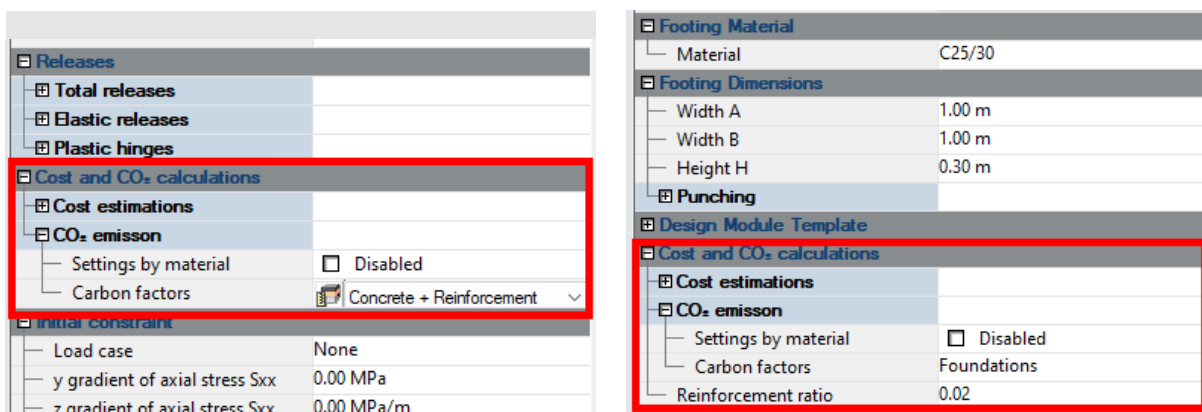 Releases
Total releases
Elastic releases
Plastic hinges
Cost and CO₂ calculations
Cost estimations
CO₂ emisson
Settings by material Disabled
Carbon factors Concrete + Reinforcement
Initial constraint
Load case None
y gradient of axial stress Sxx 0.00 MPa
z gradient of axial stress Sxx 0.00 MPa/m
Footing Material
Material C25/30
Footing Dimensions
Width A 1.00 m
Width B 1.00 m
Height H 0.30 m
Punching
Design Module Template
Cost and CO₂ calculations
Cost estimations
CO₂ emisson
Settings by material Disabled
Carbon factors Foundations
Reinforcement ratio 0.02